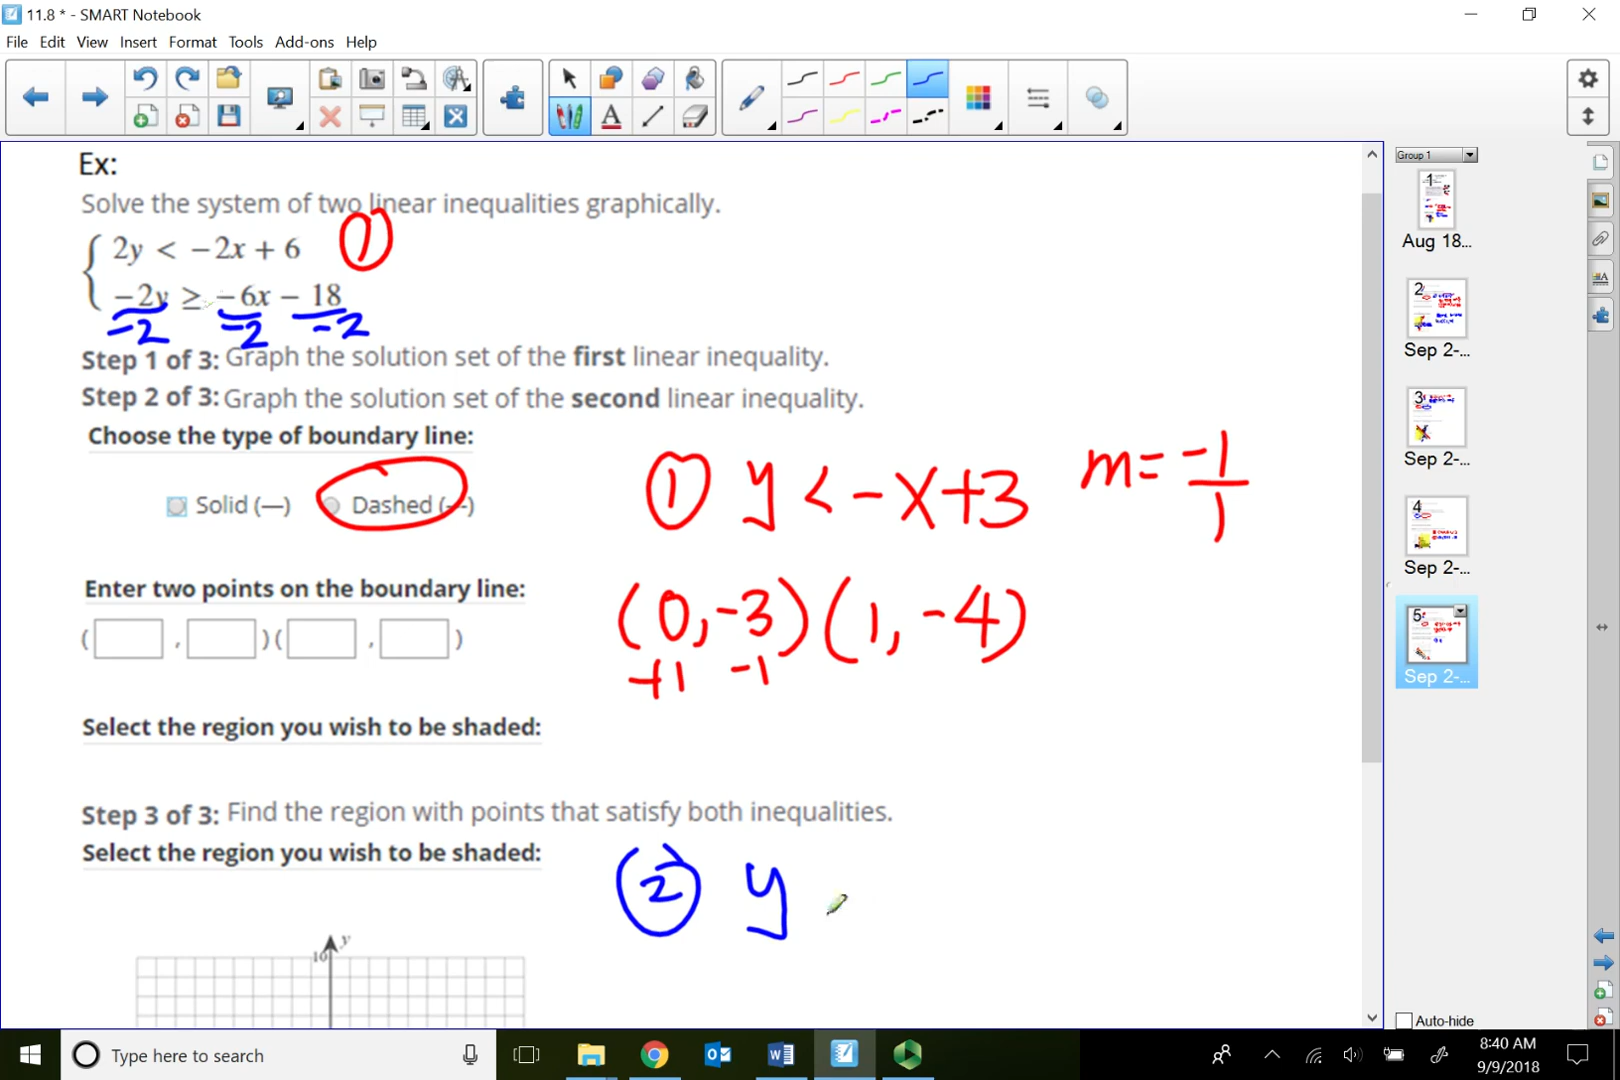 11.8 * - SMART Notebook
File Edit View Insert Format Tools Add-ons Help
Group 1
Ex:
Solve the system of two linear inequalities graphically.
2y < −2x + 6 ①
−2y ≥ −6x − 18
−2 −2 −2
Step 1 of 3: Graph the solution set of the first linear inequality.
Step 2 of 3: Graph the solution set of the second linear inequality.
Choose the type of boundary line:
Solid (—) Dashed (--)
① y < -x+3 m = -1/1
Enter two points on the boundary line:
( , ) ( , )
(0, -3) (1, -4)
+1 -1
Select the region you wish to be shaded:
Step 3 of 3: Find the region with points that satisfy both inequalities.
Select the region you wish to be shaded:
② y
y
10
1
Aug 18...
2
Sep 2-...
3
Sep 2-...
4
Sep 2-...
5
Sep 2-...
Auto-hide
Type here to search
8:40 AM
9/9/2018